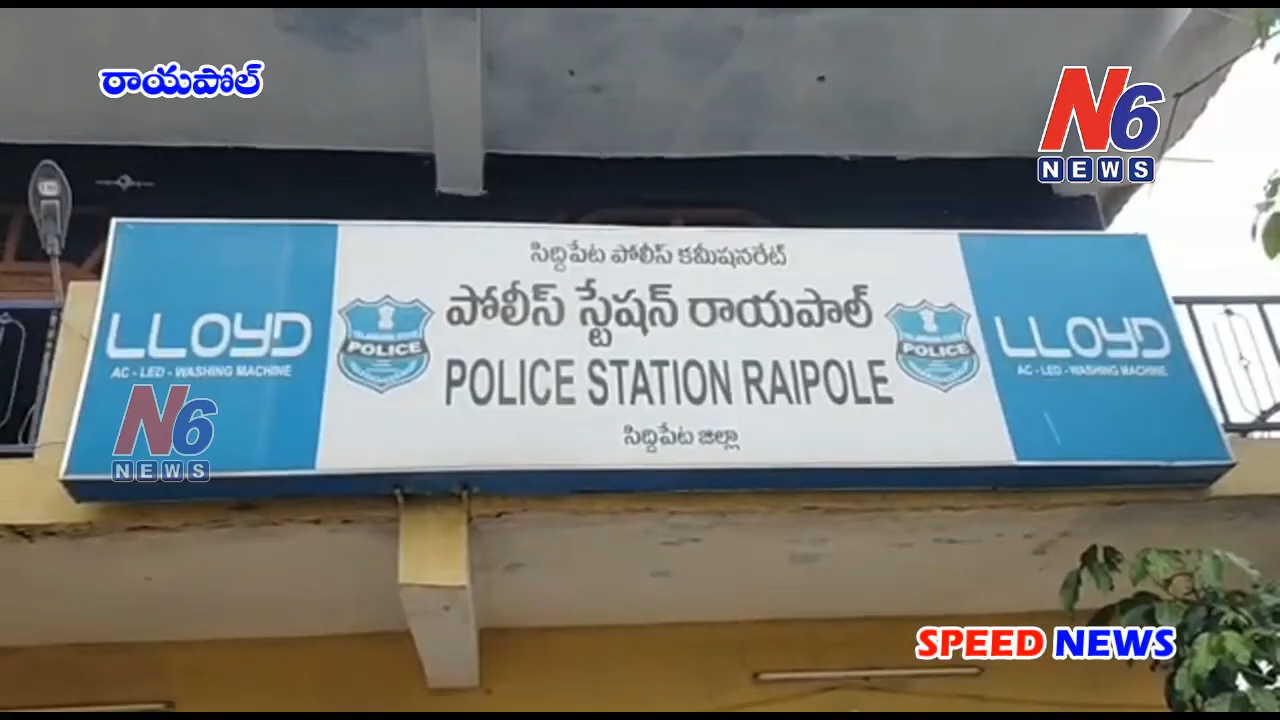 రాయపోల్
N6
NEWS
సిద్దిపేట పోలీస్ కమీషనరేట్
పోలీస్ స్టేషన్ రాయపాల్
POLICE STATION RAIPOLE
సిద్దిపేట జిల్లా
LLOYD
AC - LED - WASHING MACHINE
POLICE
POLICE
LLOYD
AC - LED - WASHING MACHINE
N6
NEWS
SPEED NEWS